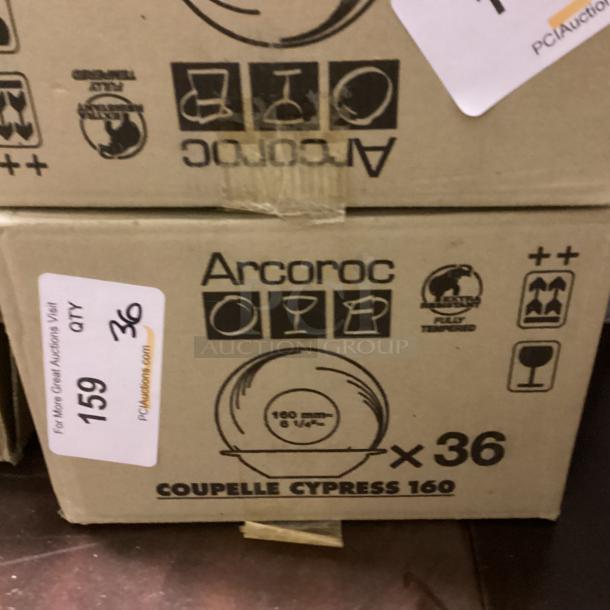 PCIAuction
FULLY
TEMPERED
EXTRA
RESISTANT
++
Arcoroc
Arcoroc
++
EXTRA
RESISTANT
FULLY
TEMPERED
AUCTION GROUP
For More Great Auctions Visit
QTY
36
159
PCIAuctions.com
160 mm-
6 1/4"-
× 36
COUPELLE CYPRESS 160